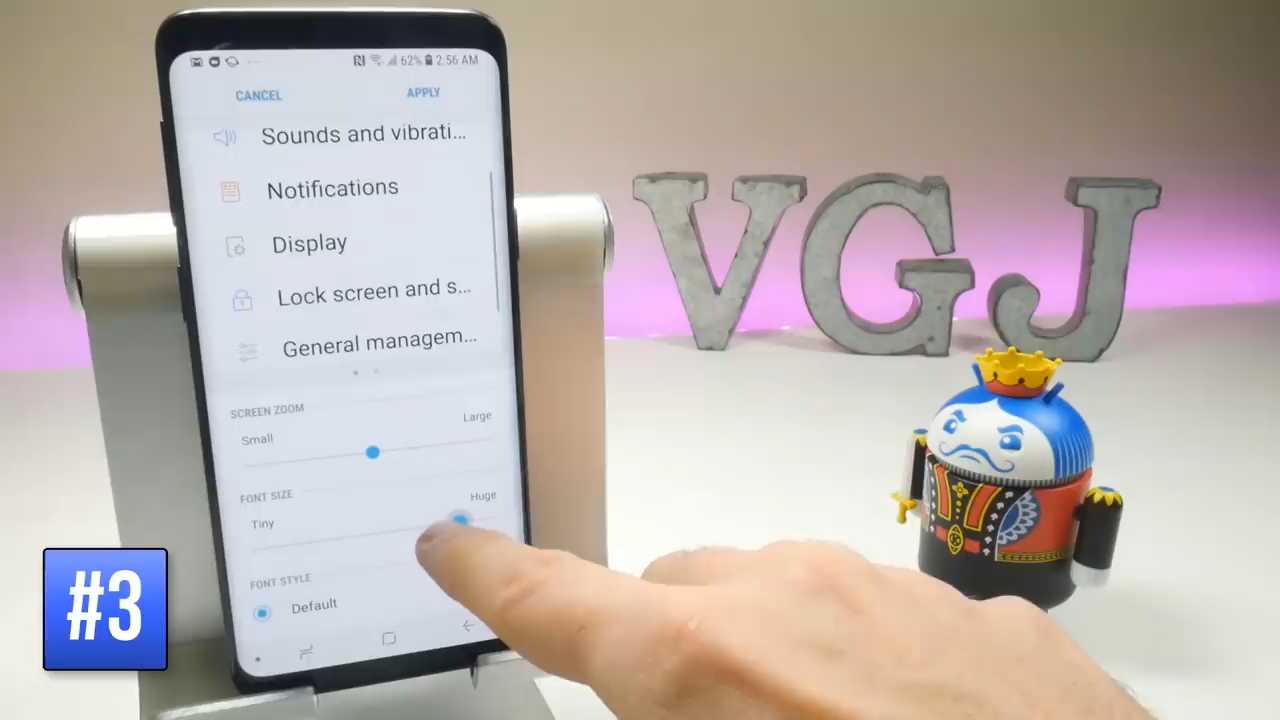 62% 2:56 AM
CANCEL APPLY
Sounds and vibrati...
Notifications
Display
Lock screen and s...
General managem...
SCREEN ZOOM
Small Large
FONT SIZE
Tiny Huge
FONT STYLE
Default
VGJ
#3